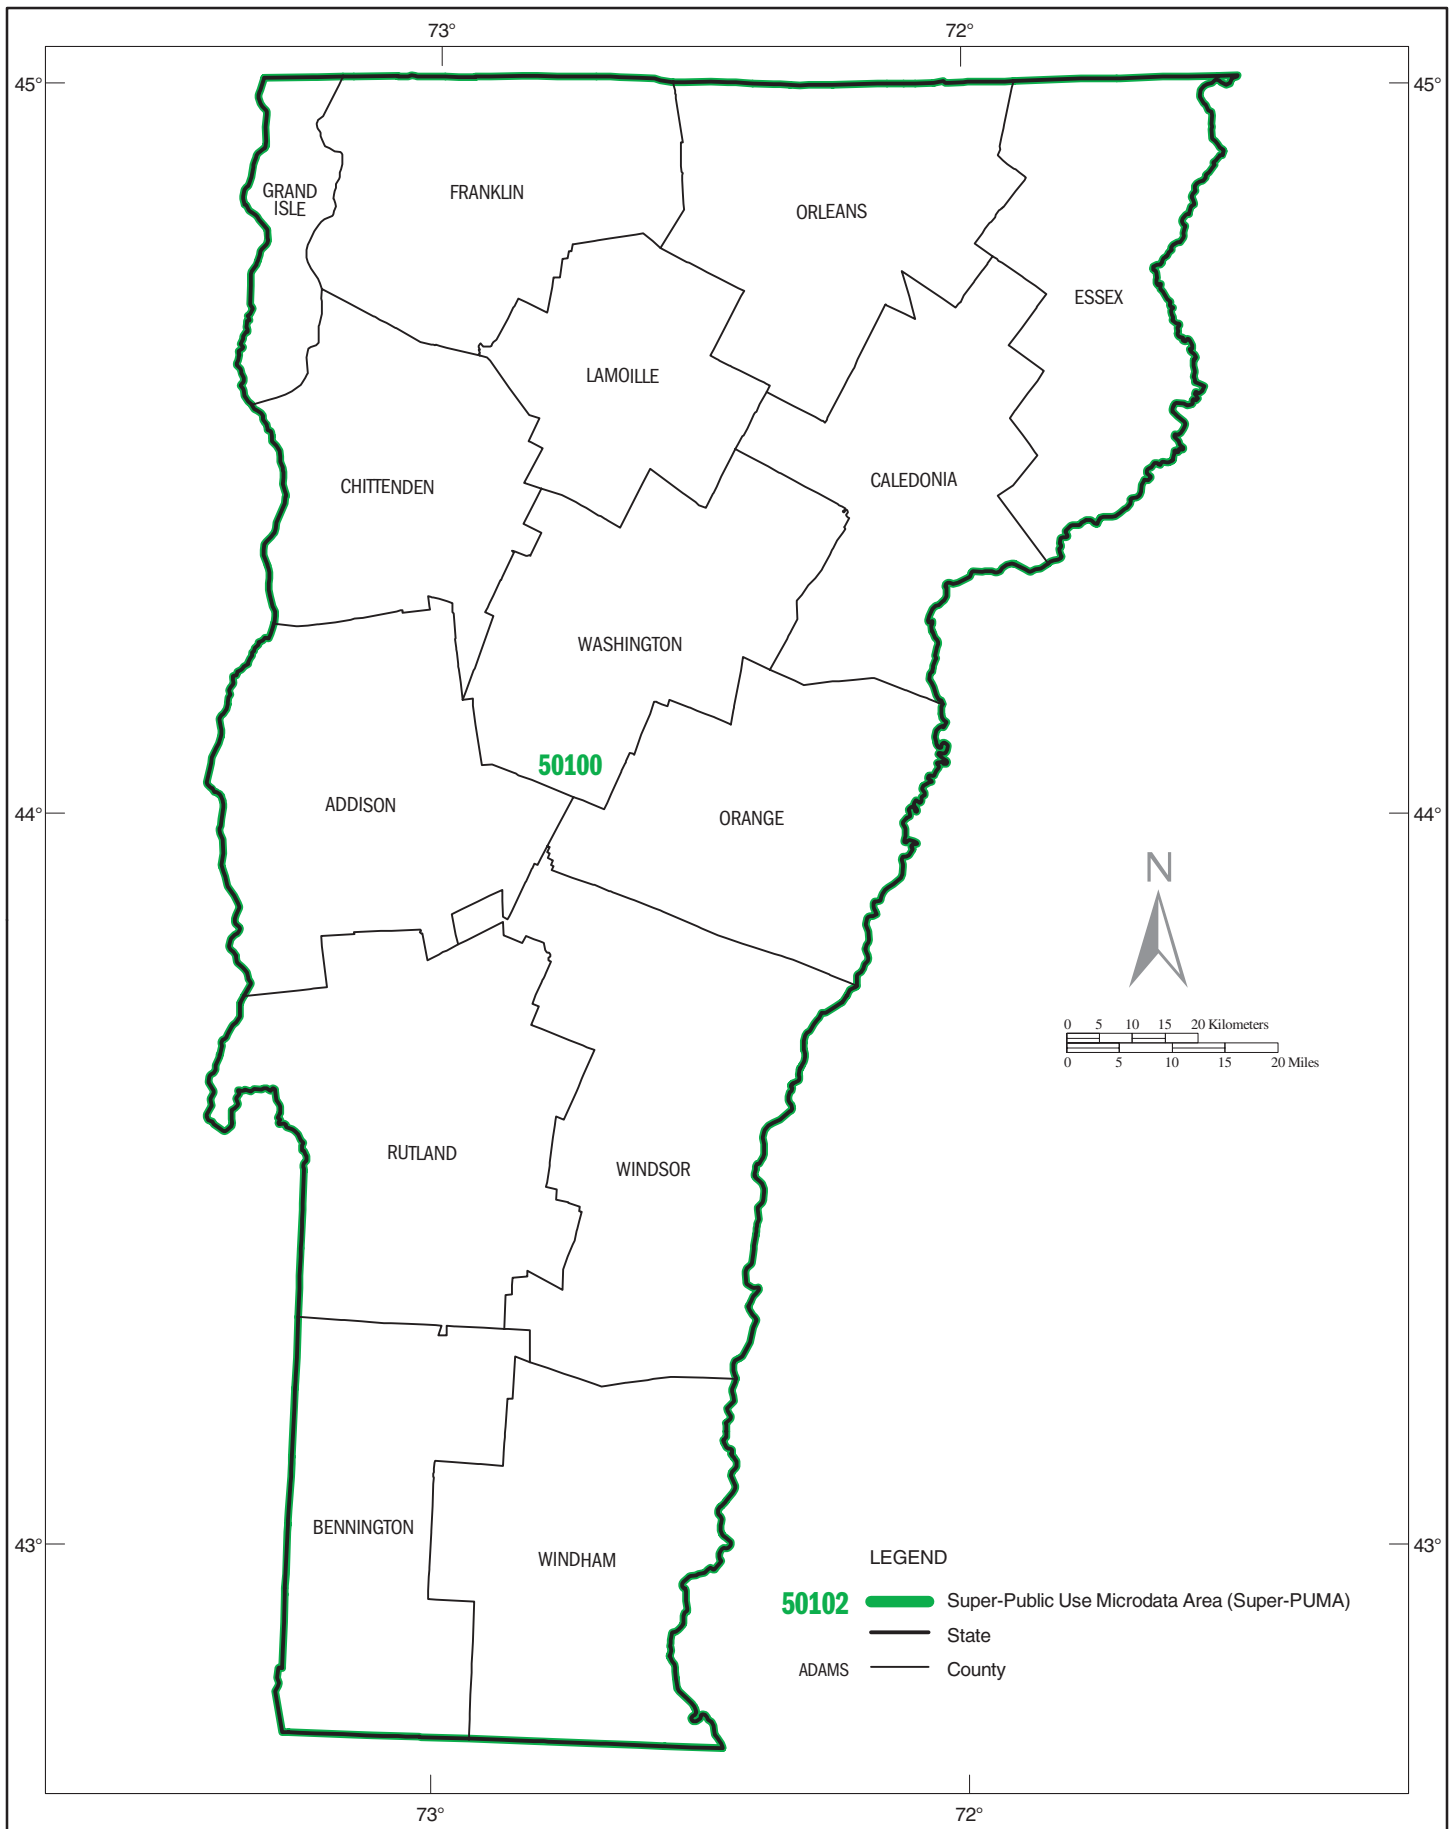 73° 72°
45° 45°
GRAND
ISLE
FRANKLIN
ORLEANS
ESSEX
LAMOILLE
CHITTENDEN
CALEDONIA
WASHINGTON
50100
ADDISON
ORANGE
44° 44°
N
0 5 10 15 20 Kilometers
0 5 10 15 20 Miles
RUTLAND
WINDSOR
BENNINGTON
WINDHAM
43° 43°
LEGEND
50102 Super-Public Use Microdata Area (Super-PUMA)
State
ADAMS County
73° 72°